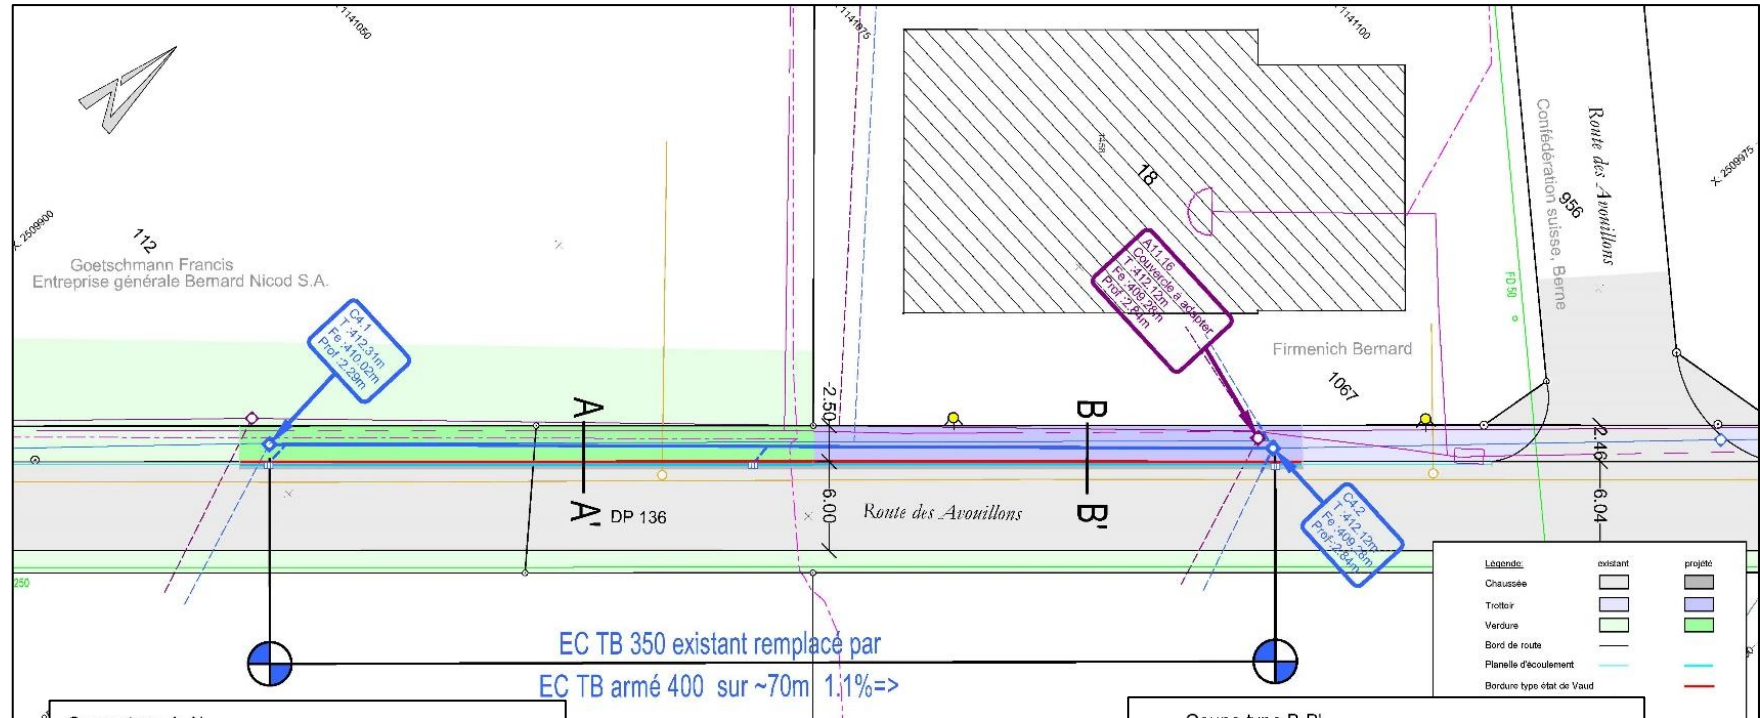 1141050
1141075
1141100
X: 2509975
X: 2509900
112
Goetschmann Francis
Entreprise générale Bernard Nicod S.A.
C4.1
T :412.31m
Fe :410.02m
Prof :2.29m
1458
18
A11.16
Couvercle à adapter
T :412.12m
Fe :409.28m
Prof :2.84m
Firmenich Bernard
1067
FD 50
Confédération suisse, Berne
956
Route des Avouillons
A
B
2.50
2.46
A'
DP 136
6.00
Route des Avouillons
B'
6.04
C4.2
T :412.12m
Fe :409.28m
Prof :2.84m
250
EC TB 350 existant remplacé par
EC TB armé 400 sur ~70m 1.1%=>
Légende:
existant
projeté
Chaussée
Trottoir
Verdure
Bord de route
Planelle d'écoulement
Bordure type état de Vaud